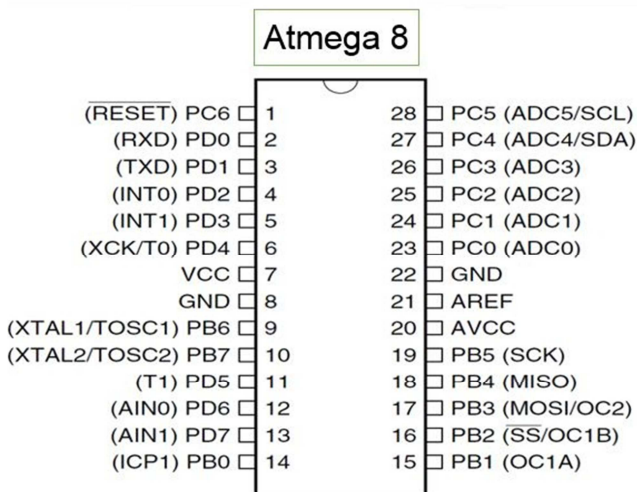 Atmega 8
(RESET) PC6 1 28 PC5 (ADC5/SCL)
(RXD) PD0 2 27 PC4 (ADC4/SDA)
(TXD) PD1 3 26 PC3 (ADC3)
(INT0) PD2 4 25 PC2 (ADC2)
(INT1) PD3 5 24 PC1 (ADC1)
(XCK/T0) PD4 6 23 PC0 (ADC0)
VCC 7 22 GND
GND 8 21 AREF
(XTAL1/TOSC1) PB6 9 20 AVCC
(XTAL2/TOSC2) PB7 10 19 PB5 (SCK)
(T1) PD5 11 18 PB4 (MISO)
(AIN0) PD6 12 17 PB3 (MOSI/OC2)
(AIN1) PD7 13 16 PB2 (SS/OC1B)
(ICP1) PB0 14 15 PB1 (OC1A)